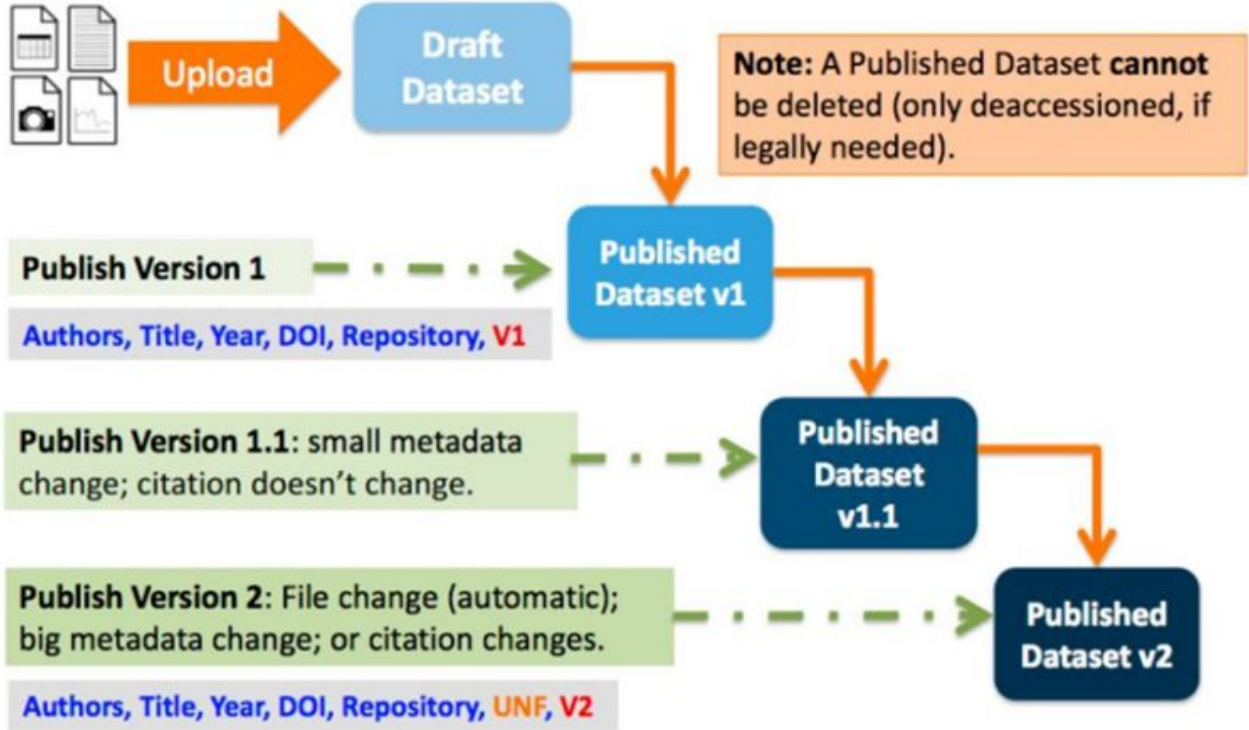 Upload
Draft
Dataset
Note: A Published Dataset cannot
be deleted (only deaccessioned, if
legally needed).
Published
Dataset v1
Publish Version 1
Authors, Title, Year, DOI, Repository, V1
Publish Version 1.1: small metadata
change; citation doesn't change.
Published
Dataset
v1.1
Publish Version 2: File change (automatic);
big metadata change; or citation changes.
Published
Dataset v2
Authors, Title, Year, DOI, Repository, UNF, V2